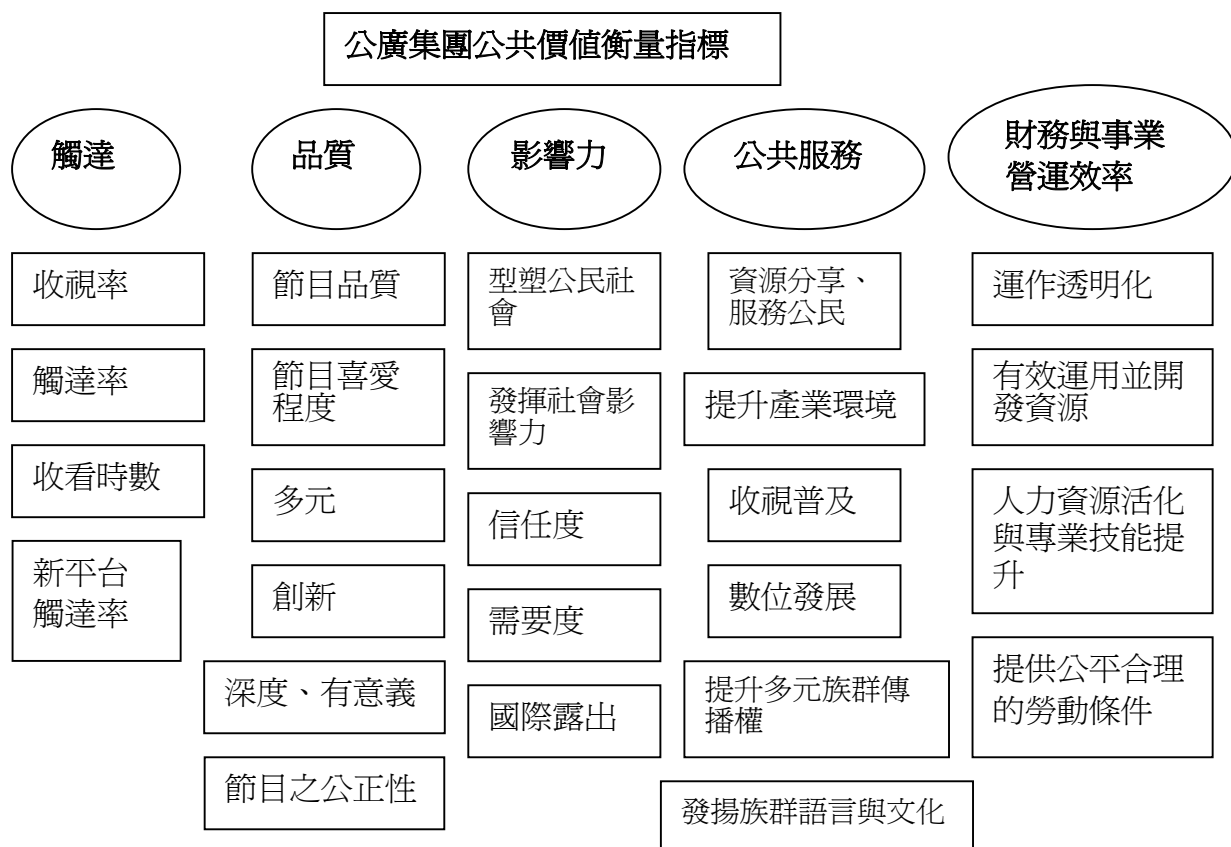 公廣集團公共價值衡量指標
觸達
收視率
觸達率
收看時數
新平台
觸達率
品質
節目品質
節目喜愛
程度
多元
創新
深度、有意義
節目之公正性
影響力
型塑公民社
會
發揮社會影
響力
信任度
需要度
國際露出
公共服務
資源分享、
服務公民
提升產業環境
收視普及
數位發展
提升多元族群傳
播權
發揚族群語言與文化
財務與事業
營運效率
運作透明化
有效運用並開
發資源
人力資源活化
與專業技能提
升
提供公平合理
的勞動條件